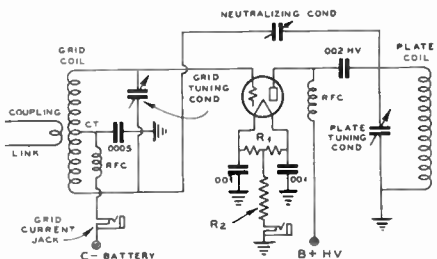 NEUTRALIZING COND
GRID
COIL
.002 HV
PLATE
COIL
GRID
TUNING
COND
COUPLING
LINK
CT
.0005
RFC
RFC
R1
PLATE
TUNING
COND
.001
R2
GRID
CURRENT
JACK
C- BATTERY
B+ HV